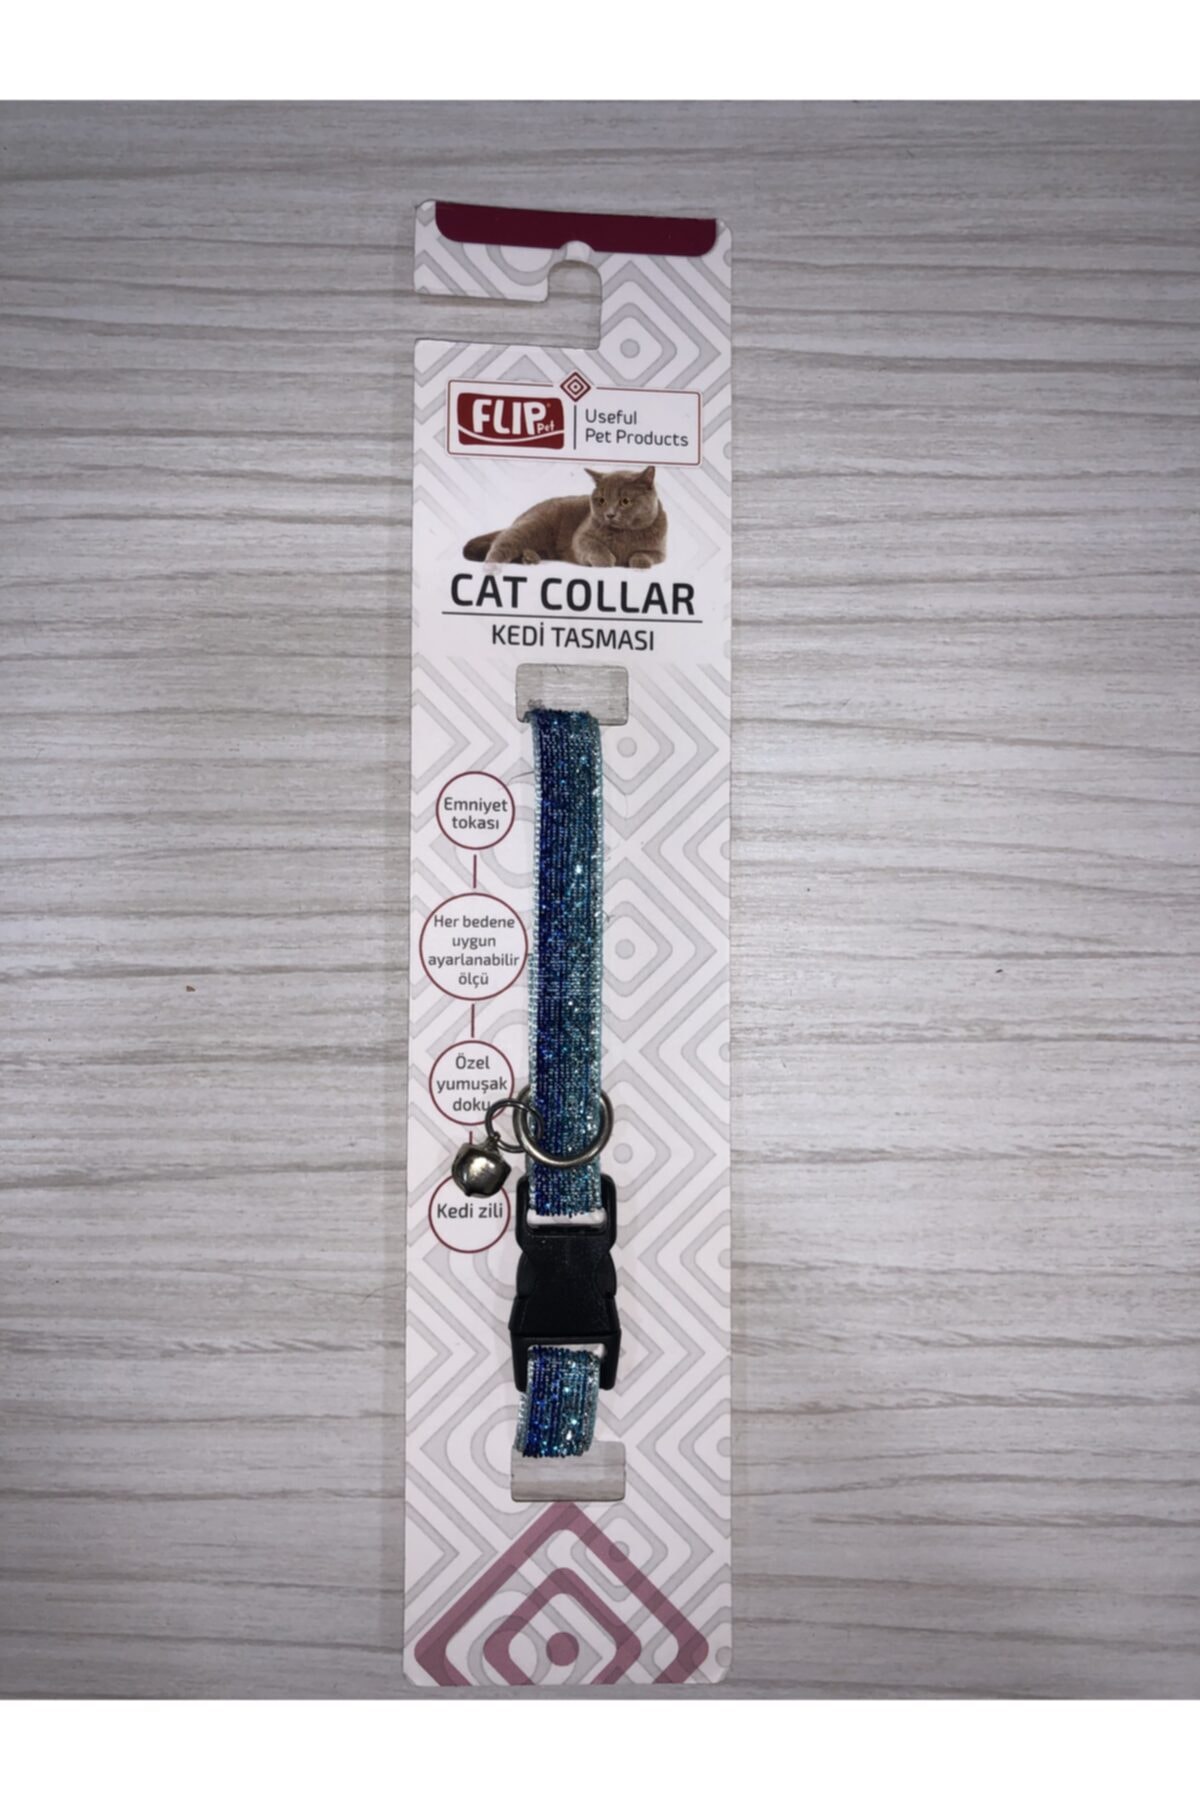 FLIP
Pet
Useful
Pet Products
CAT COLLAR
KEDİ TASMASI
Emniyet
tokası
Her bedene
uygun
ayarlanabilir
ölçü
Özel
yumuşak
doku
Kedi zili